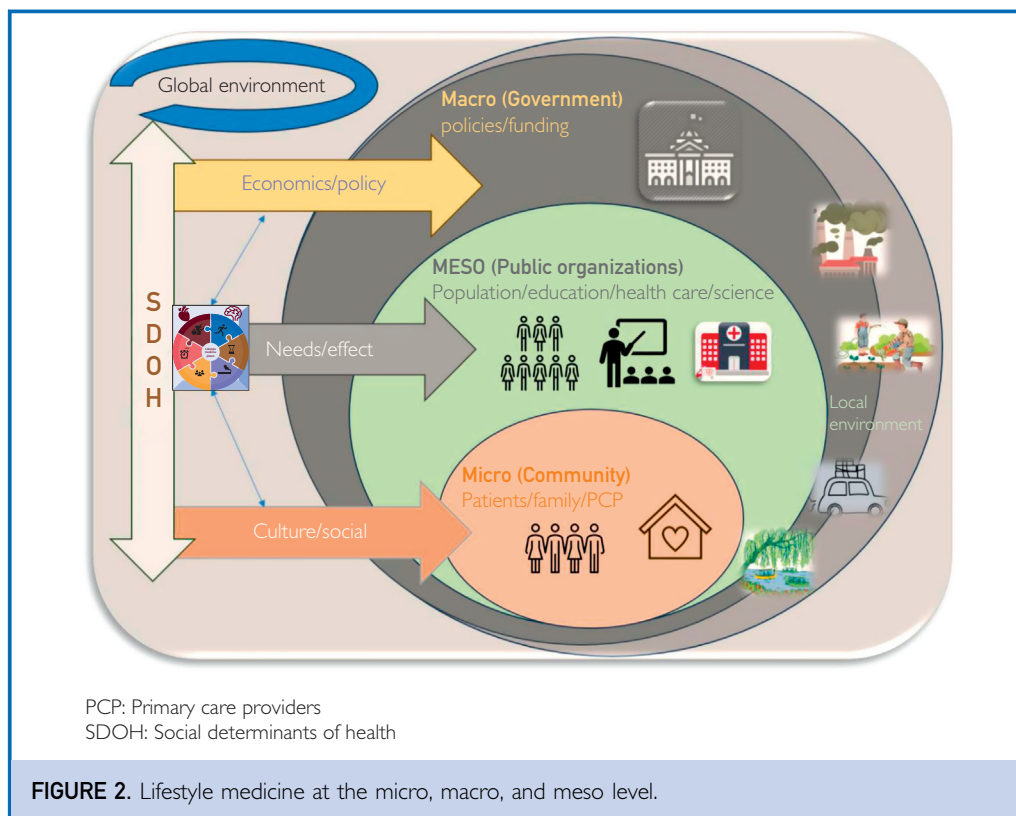 Global environment
Macro (Government)
policies/funding
Economics/policy
MESO (Public organizations)
Population/education/health care/science
S
D
O
H
Needs/effect
Local
environment
Micro (Community)
Patients/family/PCP
Culture/social
PCP: Primary care providers
SDOH: Social determinants of health
FIGURE 2. Lifestyle medicine at the micro, macro, and meso level.